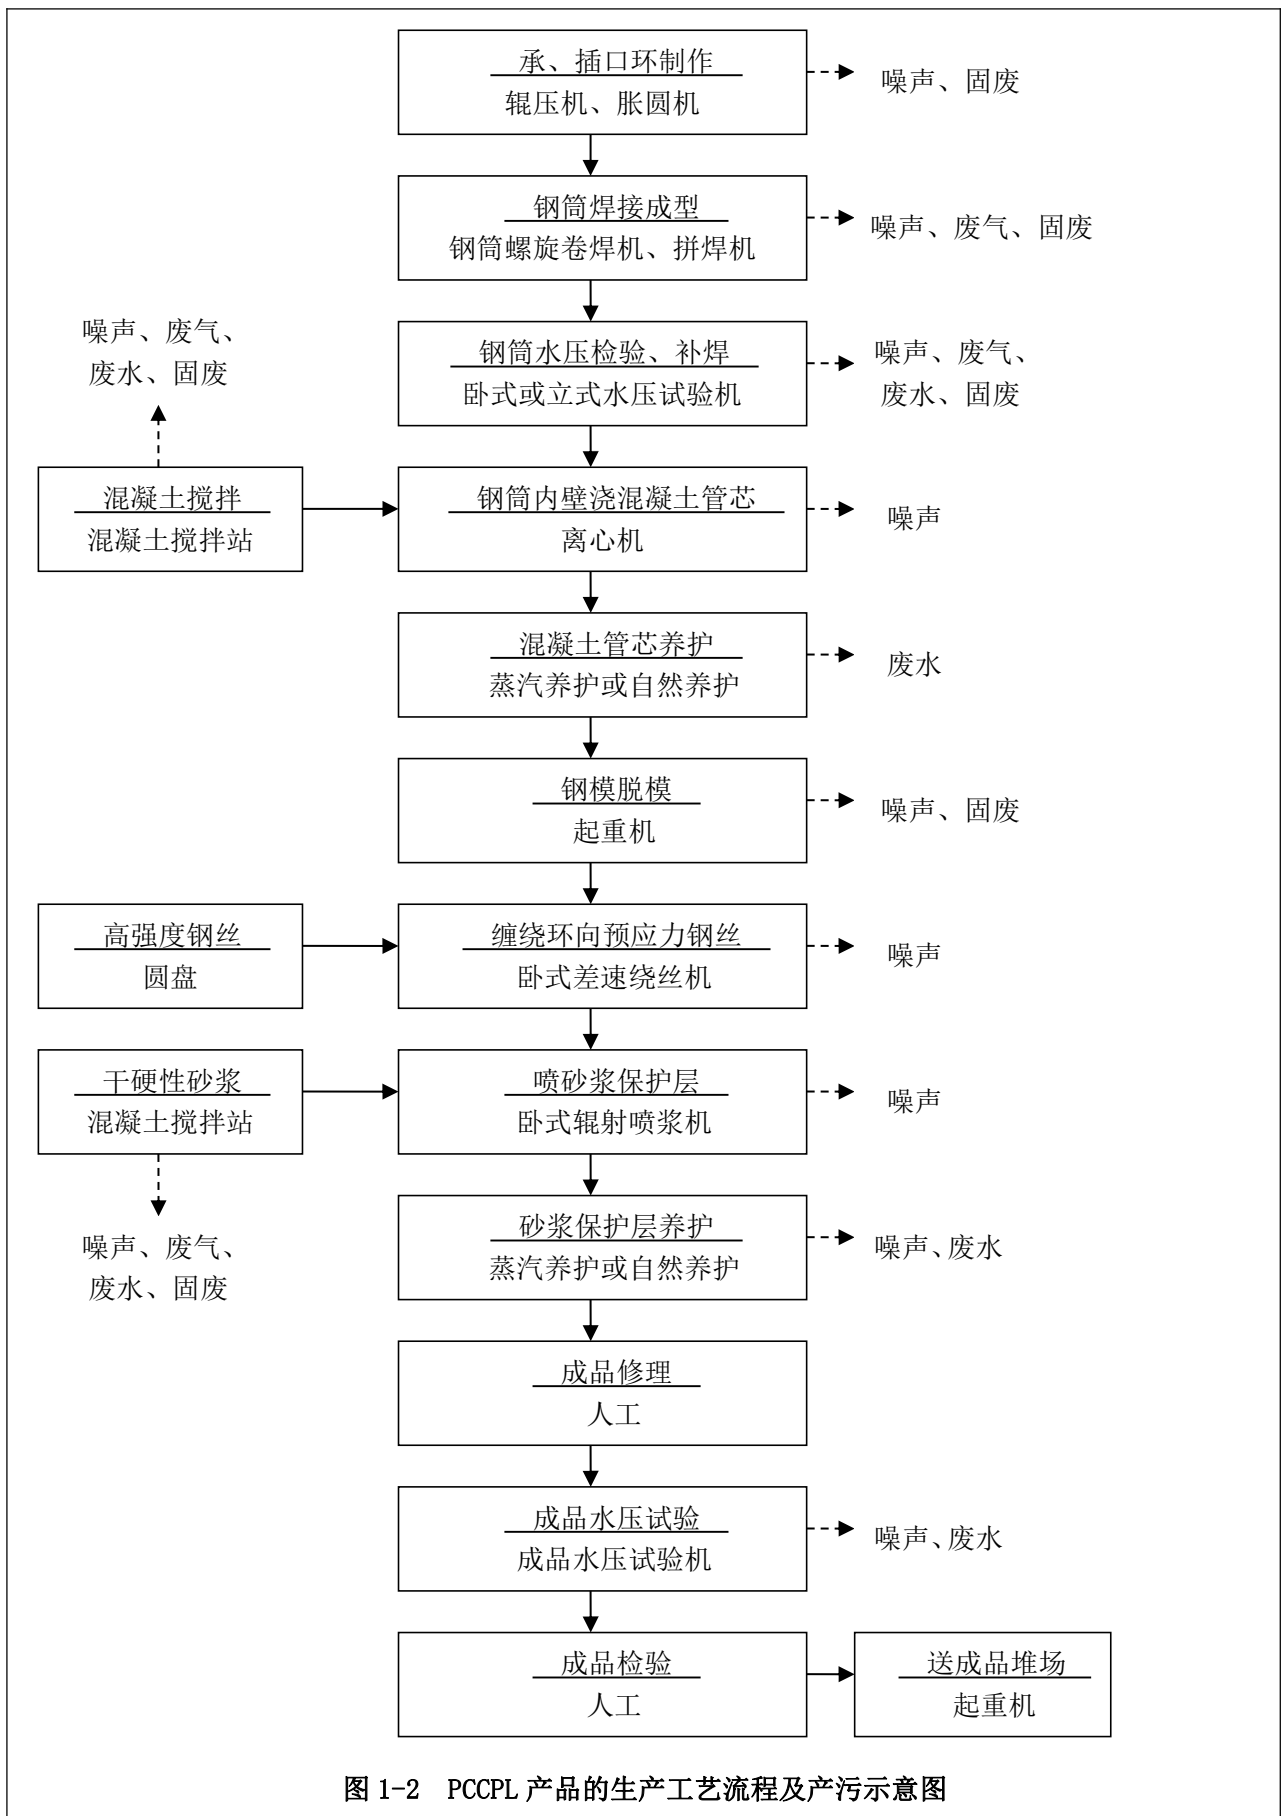 承、插口环制作
辊压机、胀圆机
噪声、固废
钢筒焊接成型
钢筒螺旋卷焊机、拼焊机
噪声、废气、固废
噪声、废气、
废水、固废
钢筒水压检验、补焊
卧式或立式水压试验机
噪声、废气、
废水、固废
混凝土搅拌
混凝土搅拌站
钢筒内壁浇混凝土管芯
离心机
噪声
混凝土管芯养护
蒸汽养护或自然养护
废水
钢模脱模
起重机
噪声、固废
高强度钢丝
圆盘
缠绕环向预应力钢丝
卧式差速绕丝机
噪声
干硬性砂浆
混凝土搅拌站
喷砂浆保护层
卧式辊射喷浆机
噪声
噪声、废气、
废水、固废
砂浆保护层养护
蒸汽养护或自然养护
噪声、废水
成品修理
人工
成品水压试验
成品水压试验机
噪声、废水
成品检验
人工
送成品堆场
起重机
图 1-2 PCCPL 产品的生产工艺流程及产污示意图